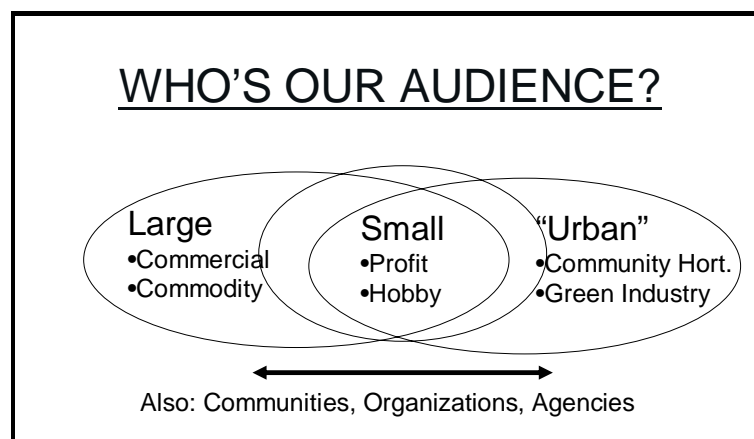 WHO'S OUR AUDIENCE?
Large
•Commercial
•Commodity
Small
•Profit
•Hobby
“Urban”
•Community Hort.
•Green Industry
Also: Communities, Organizations, Agencies